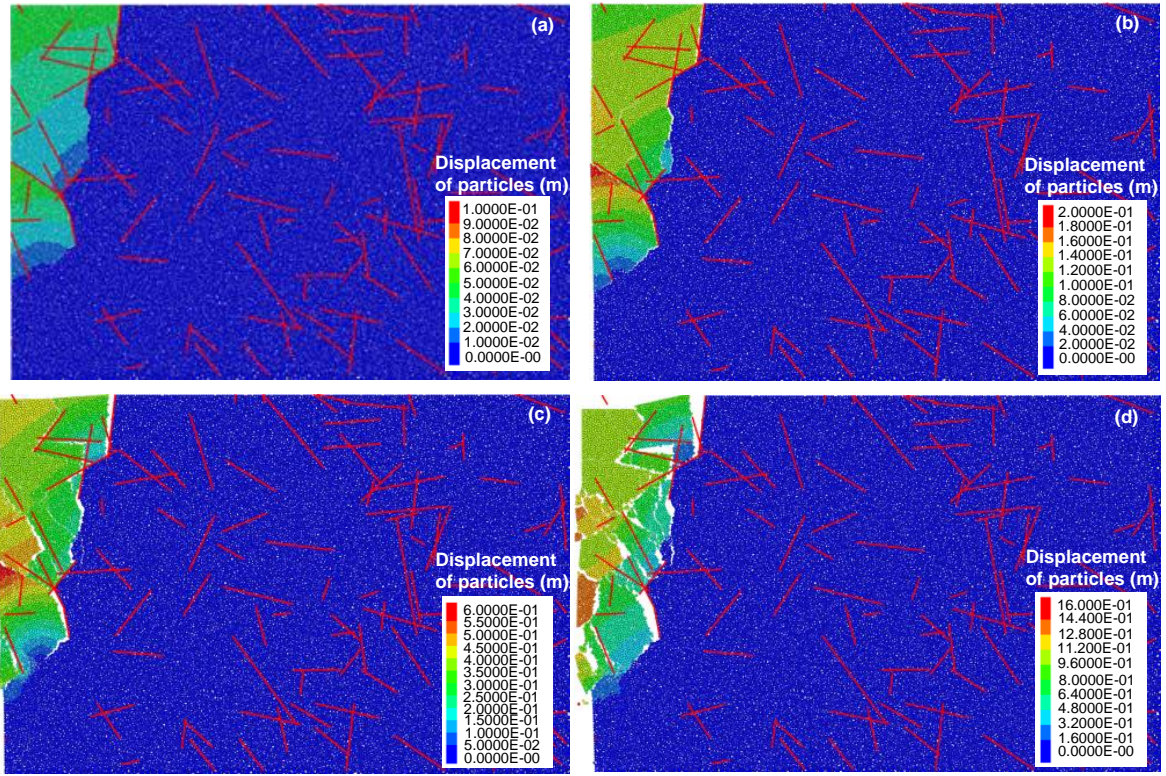 (a)
Displacement
of particles (m)
1.0000E-01
9.0000E-02
8.0000E-02
7.0000E-02
6.0000E-02
5.0000E-02
4.0000E-02
3.0000E-02
2.0000E-02
1.0000E-02
0.0000E-00
(b)
Displacement
of particles (m)
2.0000E-01
1.8000E-01
1.6000E-01
1.4000E-01
1.2000E-01
1.0000E-01
8.0000E-02
6.0000E-02
4.0000E-02
2.0000E-02
0.0000E-00
(c)
Displacement
of particles (m)
6.0000E-01
5.5000E-01
5.0000E-01
4.5000E-01
4.0000E-01
3.5000E-01
3.0000E-01
2.5000E-01
2.0000E-01
1.5000E-01
1.0000E-01
5.0000E-02
0.0000E-00
(d)
Displacement
of particles (m)
16.000E-01
14.400E-01
12.800E-01
11.200E-01
9.6000E-01
8.0000E-01
6.4000E-01
4.8000E-01
3.2000E-01
1.6000E-01
0.0000E-00